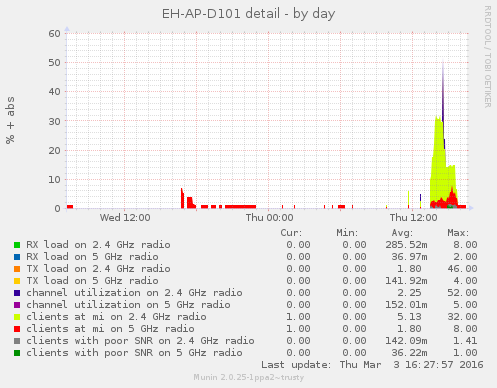 EH-AP-D101 detail - by day
RRDTOOL / TOBI OETIKER
% + abs
60
50
40
30
20
10
0
Wed 12:00 Thu 00:00 Thu 12:00
Cur: Min: Avg: Max:
RX load on 2.4 GHz radio 0.00 0.00 285.52m 8.00
RX load on 5 GHz radio 0.00 0.00 36.97m 2.00
TX load on 2.4 GHz radio 0.00 0.00 1.80 46.00
TX load on 5 GHz radio 0.00 0.00 141.92m 4.00
channel utilization on 2.4 GHz radio 0.00 0.00 2.25 52.00
channel utilization on 5 GHz radio 0.00 0.00 152.01m 5.00
clients at mi on 2.4 GHz radio 1.00 0.00 5.13 32.00
clients at mi on 5 GHz radio 1.00 0.00 1.80 8.00
clients with poor SNR on 2.4 GHz radio 0.00 0.00 142.09m 1.41
clients with poor SNR on 5 GHz radio 0.00 0.00 36.22m 1.00
Last update: Thu Mar 3 16:27:57 2016
Munin 2.0.25-1ppa2~trusty